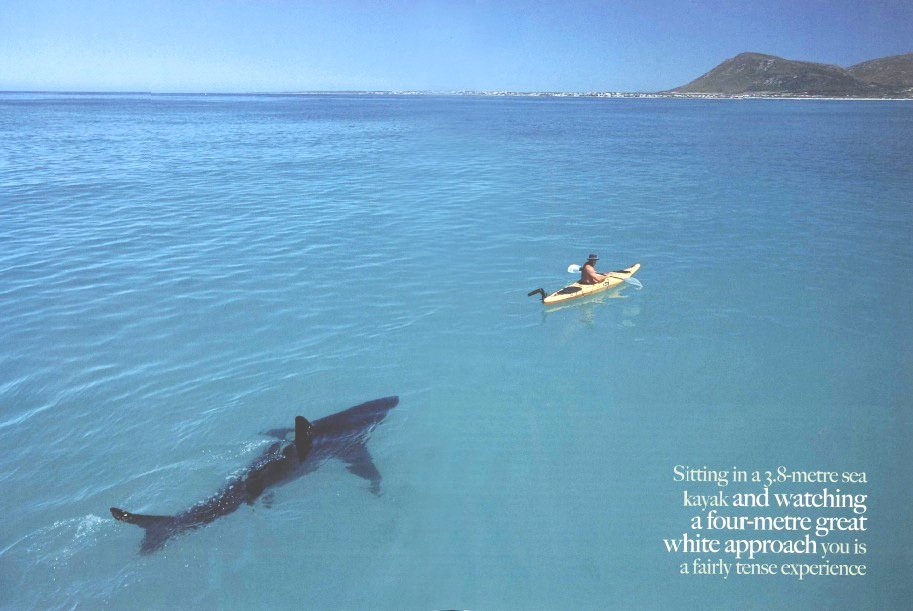 Sitting in a 3.8-metre sea
kayak and watching
a four-metre great
white approach you is
a fairly tense experience